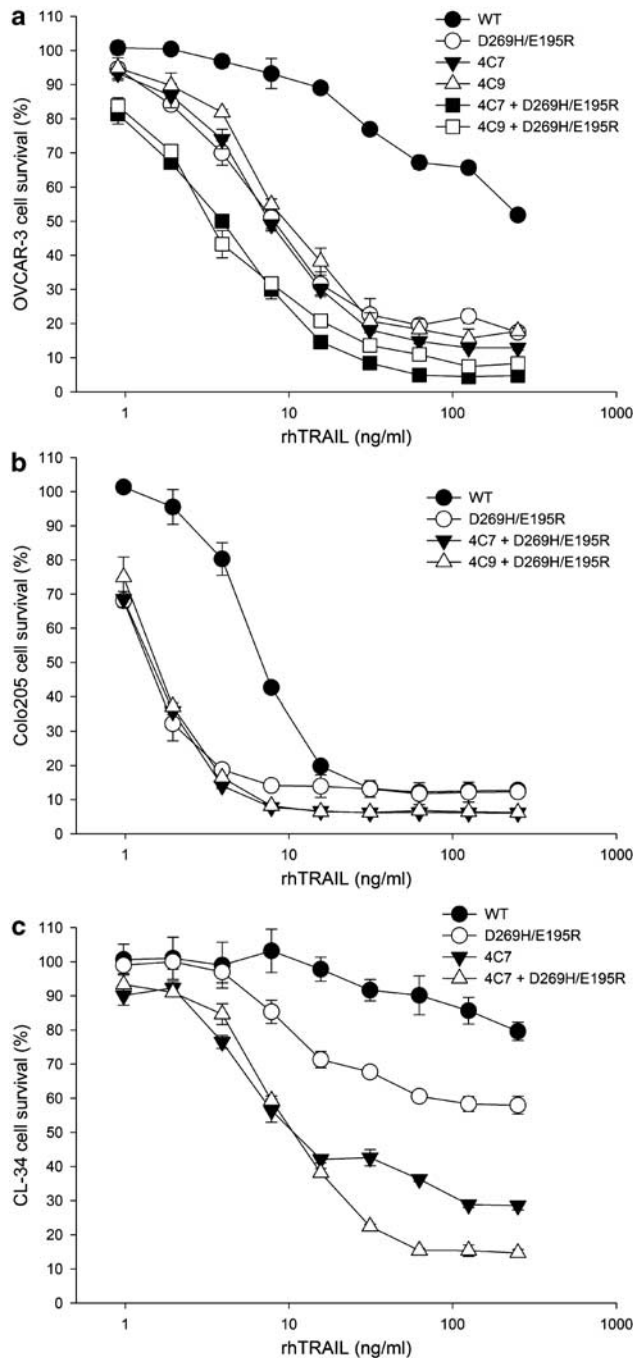 a
110
100
90
80
70
60
50
40
30
20
10
0
OVCAR-3 cell survival (%)
WT
D269H/E195R
4C7
4C9
4C7 + D269H/E195R
4C9 + D269H/E195R
1
10
100
1000
rhTRAIL (ng/ml)
b
110
100
90
80
70
60
50
40
30
20
10
0
Colo205 cell survival (%)
WT
D269H/E195R
4C7 + D269H/E195R
4C9 + D269H/E195R
1
10
100
1000
rhTRAIL (ng/ml)
c
110
100
90
80
70
60
50
40
30
20
10
0
CL-34 cell survival (%)
WT
D269H/E195R
4C7
4C7 + D269H/E195R
1
10
100
1000
rhTRAIL (ng/ml)